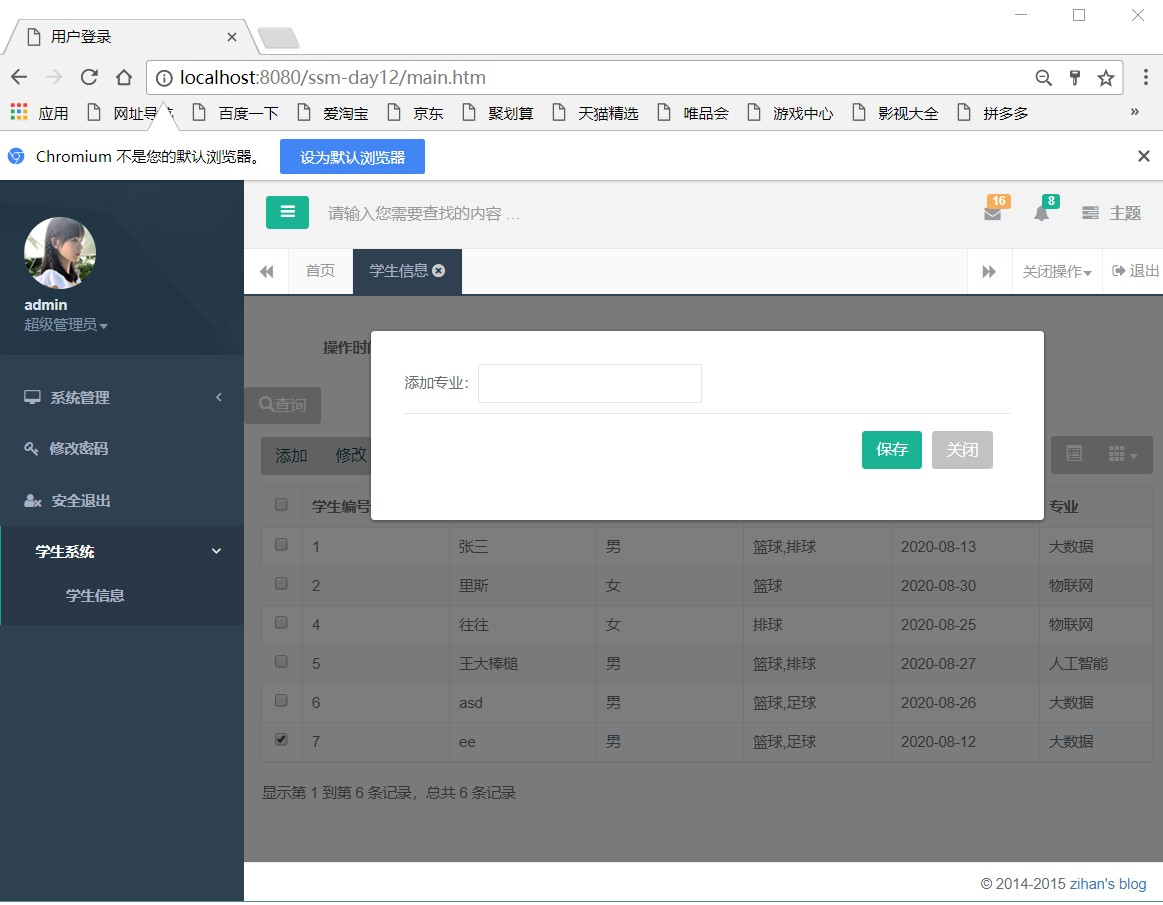 用户登录
localhost:8080/ssm-day12/main.htm
应用 网址导航 百度一下 爱淘宝 京东 聚划算 天猫精选 唯品会 游戏中心 影视大全 拼多多 »
Chromium 不是您的默认浏览器。 设为默认浏览器
请输入您需要查找的内容 … 16 8 主题
首页 学生信息 关闭操作 退出
admin
超级管理员
系统管理
修改密码
安全退出
学生系统
学生信息
操作时
添加专业：
查询
保存 关闭
添加 修改
学生编号 专业
1 张三 男 篮球,排球 2020-08-13 大数据
2 里斯 女 篮球 2020-08-30 物联网
4 往往 女 排球 2020-08-25 物联网
5 王大棒槌 男 篮球,排球 2020-08-27 人工智能
6 asd 男 篮球,足球 2020-08-26 大数据
7 ee 男 篮球,足球 2020-08-12 大数据
显示第 1 到第 6 条记录，总共 6 条记录
© 2014-2015 zihan's blog